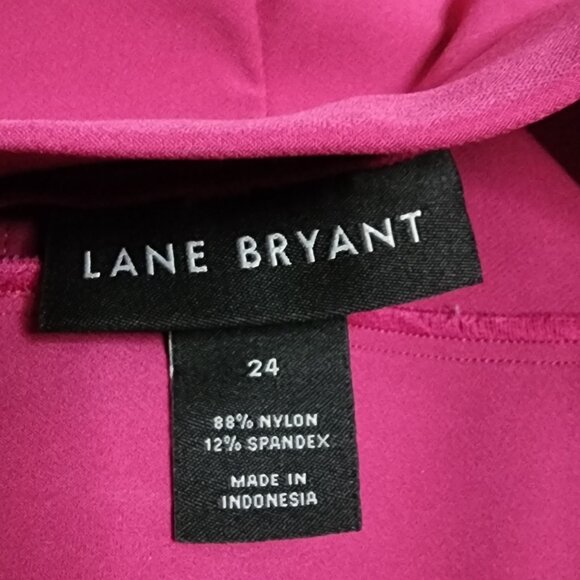 LANE BRYANT
24
88% NYLON
12% SPANDEX
MADE IN
INDONESIA